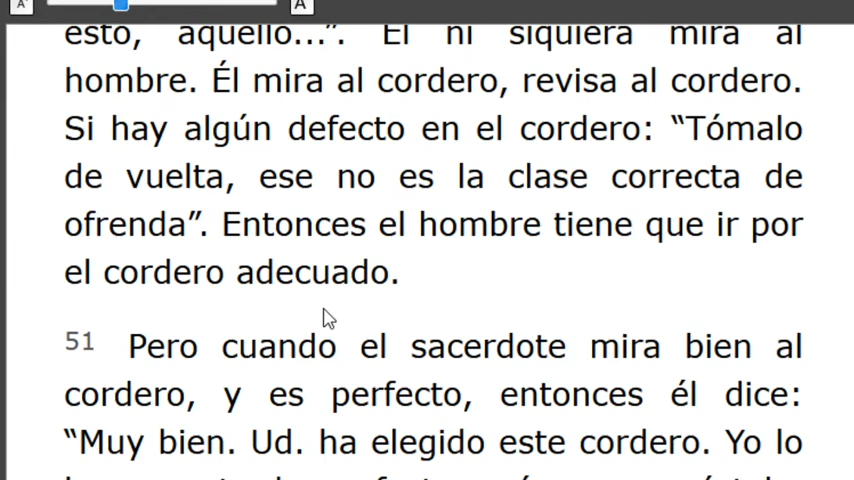 A A
esto, aquello...”. Él ni siquiera mira al
hombre. Él mira al cordero, revisa al cordero.
Si hay algún defecto en el cordero: “Tómalo
de vuelta, ese no es la clase correcta de
ofrenda”. Entonces el hombre tiene que ir por
el cordero adecuado.
51 Pero cuando el sacerdote mira bien al
cordero, y es perfecto, entonces él dice:
“Muy bien. Ud. ha elegido este cordero. Yo lo